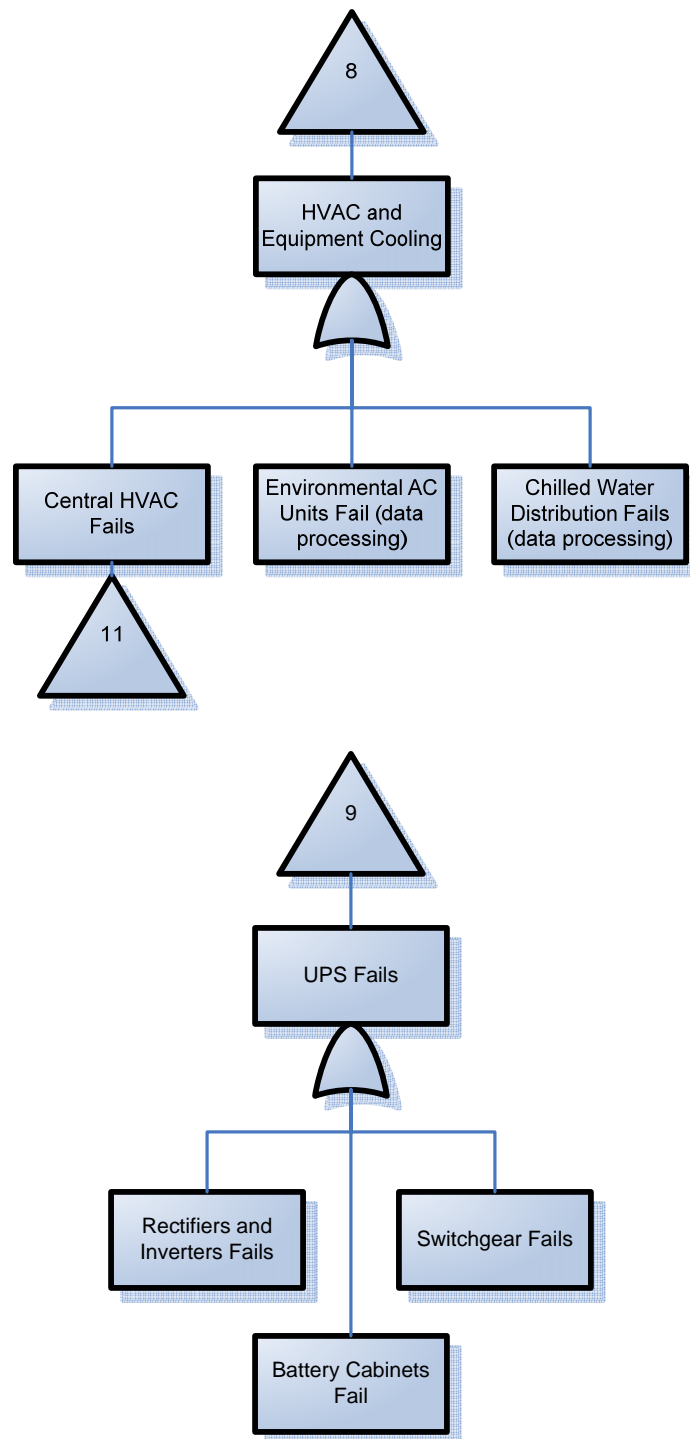 8
HVAC and
Equipment Cooling
Central HVAC
Fails
Environmental AC
Units Fail (data
processing)
Chilled Water
Distribution Fails
(data processing)
11
9
UPS Fails
Rectifiers and
Inverters Fails
Switchgear Fails
Battery Cabinets
Fail